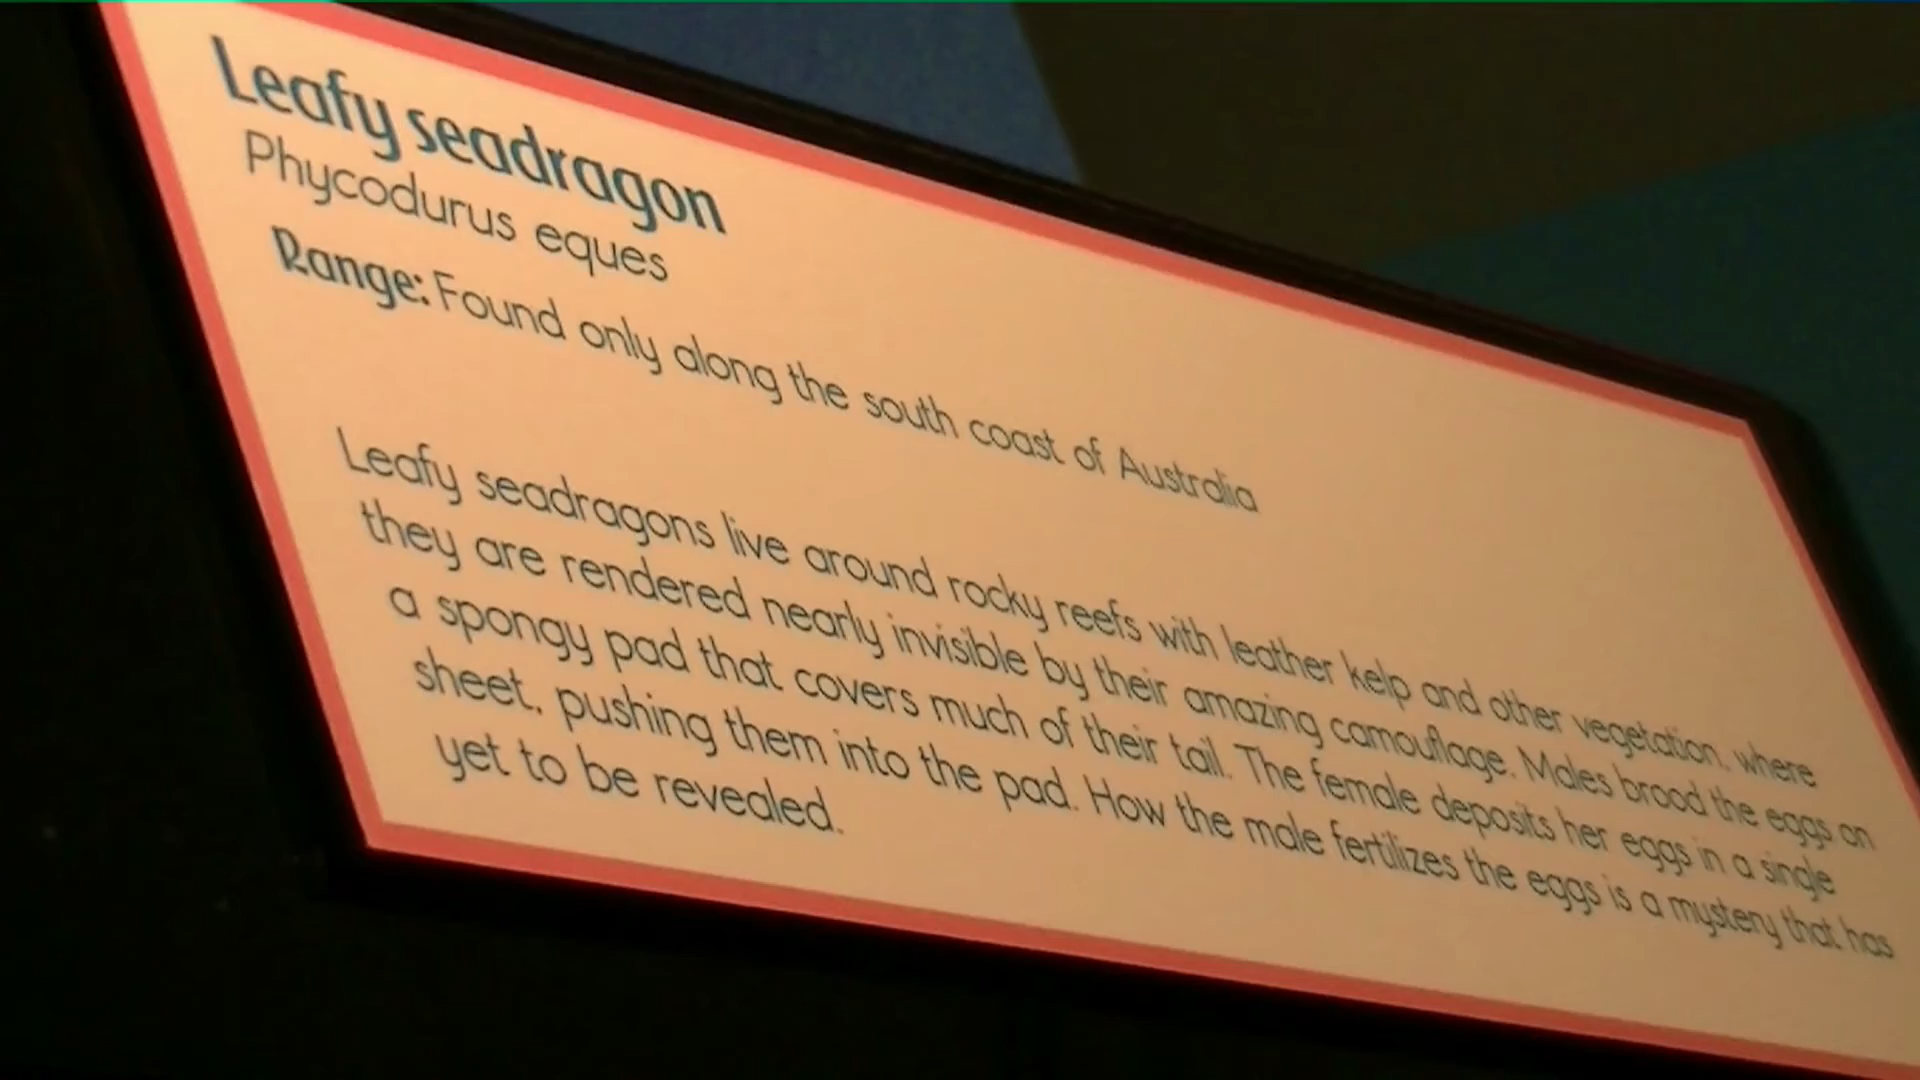 Leafy seadragon
Phycodurus eques
Range: Found only along the south coast of Australia
Leafy seadragons live around rocky reefs with leather kelp and other vegetation, where
they are rendered nearly invisible by their amazing camouflage. Males brood the eggs on
a spongy pad that covers much of their tail. The female deposits her eggs in a single
sheet, pushing them into the pad. How the male fertilizes the eggs is a mystery that has
yet to be revealed.